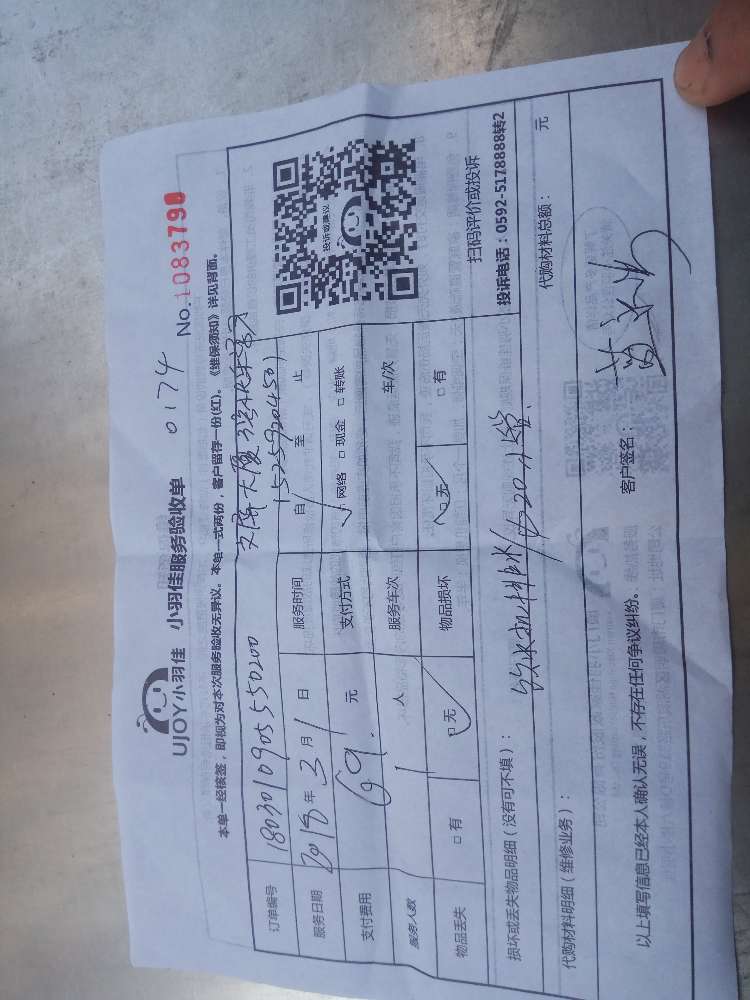 UJOY小羽佳 小羽佳服务验收单 0174 No.1083790
本单一经核签，即视为对本次服务验收无异议。本单一式两份，客户留存一份(红)。《维保须知》详见背面。
订单编号 180301090555 0200
服务日期 2018年3月1日 服务时间 自 至 止
15259204501
支付费用 69. 元 支付方式 ✓网络 □现金 □转账
服务人数 1 人 服务车次 车/次
物品丢失 □有 □无 物品损坏 □无 □有
投诉或建议
扫码评价或投诉
投诉电话：0592-5178888转2
损坏或丢失物品明细（没有可不填）：
代购材料明细（维修业务）： 代购材料总额： 元
以上填写信息已经本人确认无误，不存在任何争议纠纷。 客户签名：